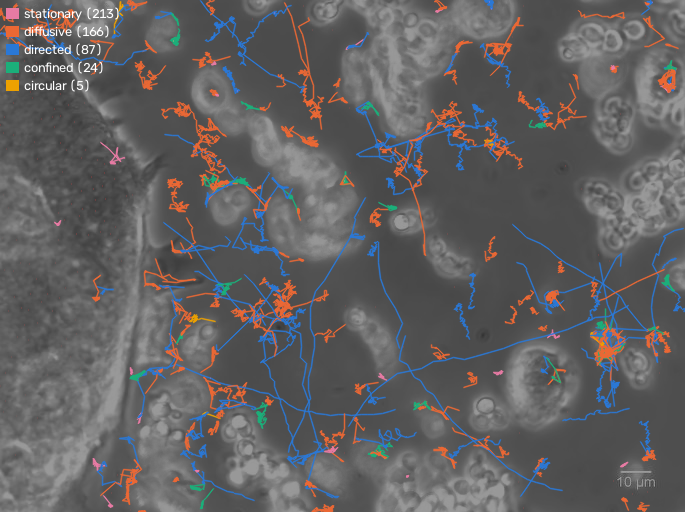 stationary (213)
diffusive (166)
directed (87)
confined (24)
circular (5)
10 µm